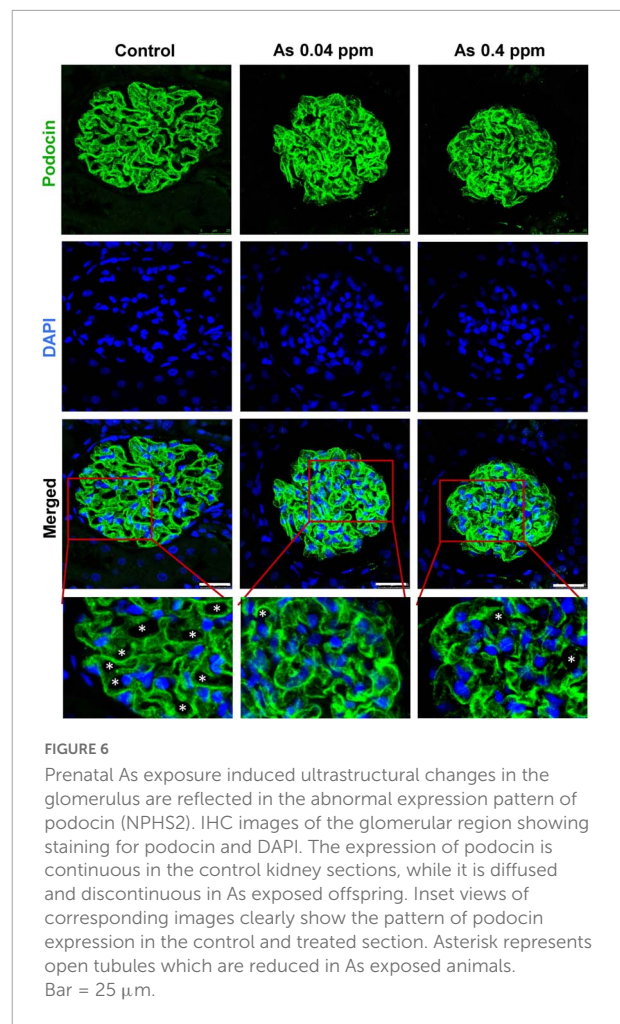 Control As 0.04 ppm As 0.4 ppm
Podocin
DAPI
Merged
* * * * * * *
*
* *
FIGURE 6
Prenatal As exposure induced ultrastructural changes in the
glomerulus are reflected in the abnormal expression pattern of
podocin (NPHS2). IHC images of the glomerular region showing
staining for podocin and DAPI. The expression of podocin is
continuous in the control kidney sections, while it is diffused
and discontinuous in As exposed offspring. Inset views of
corresponding images clearly show the pattern of podocin
expression in the control and treated section. Asterisk represents
open tubules which are reduced in As exposed animals.
Bar = 25 μm.